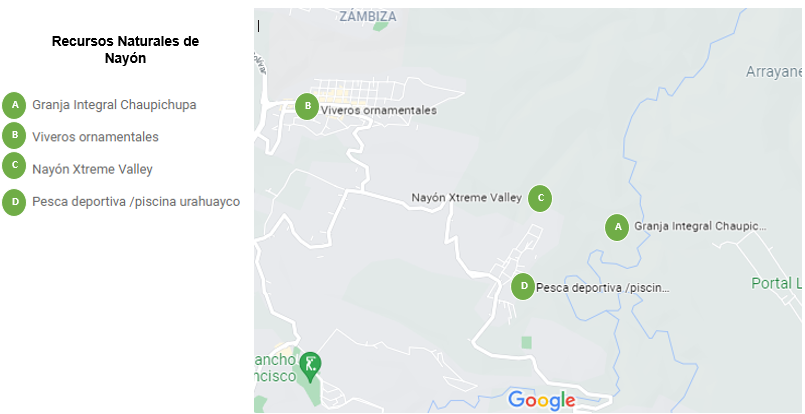 Recursos Naturales de
Nayón
A Granja Integral Chaupichupa
B Viveros ornamentales
C Nayón Xtreme Valley
D Pesca deportiva /piscina urahuayco
ZÁMBIZA
Arrayane
B Viveros ornamentales
Nayón Xtreme Valley C
A Granja Integral Chaupic...
Portal L
D Pesca deportiva /piscin...
ancho
ncisco
Google